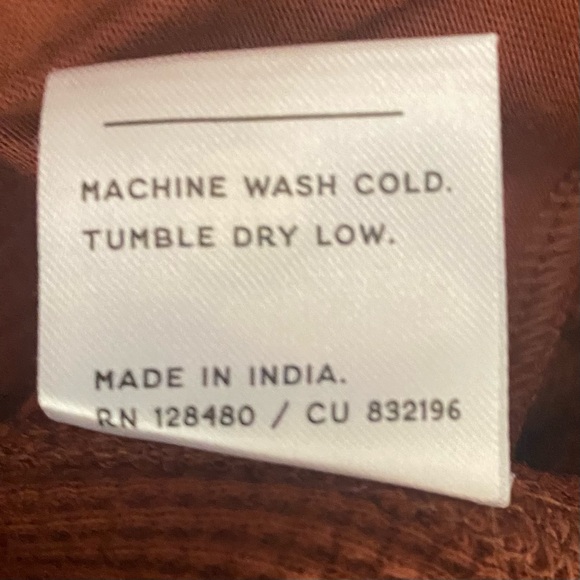 MACHINE WASH COLD.
TUMBLE DRY LOW.
MADE IN INDIA.
RN 128480 / CU 832196